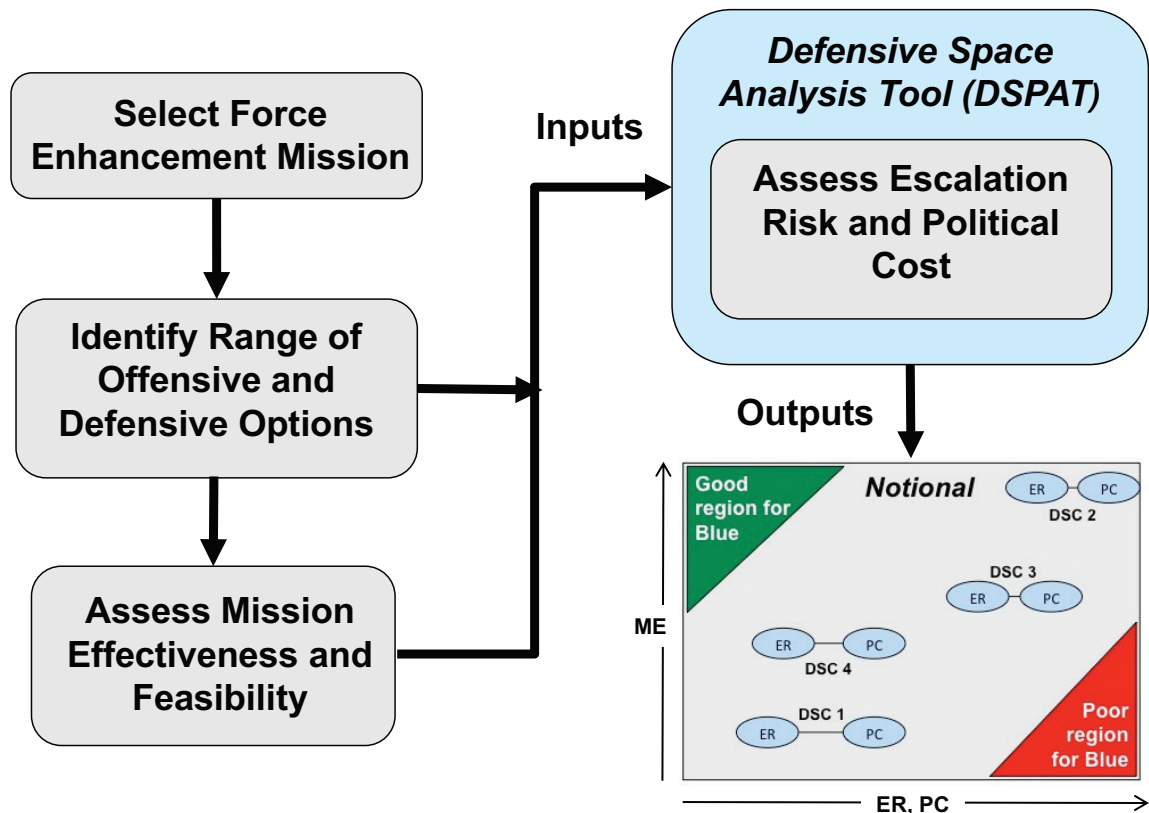 Select Force
Enhancement Mission
Identify Range of
Offensive and
Defensive Options
Assess Mission
Effectiveness and
Feasibility
Inputs
Defensive Space
Analysis Tool (DSPAT)
Assess Escalation
Risk and Political
Cost
Outputs
Good
region for
Blue
Notional
ER
PC
DSC 2
DSC 3
ER
PC
ER
PC
DSC 4
DSC 1
ER
PC
Poor
region
for Blue
ME
ER, PC